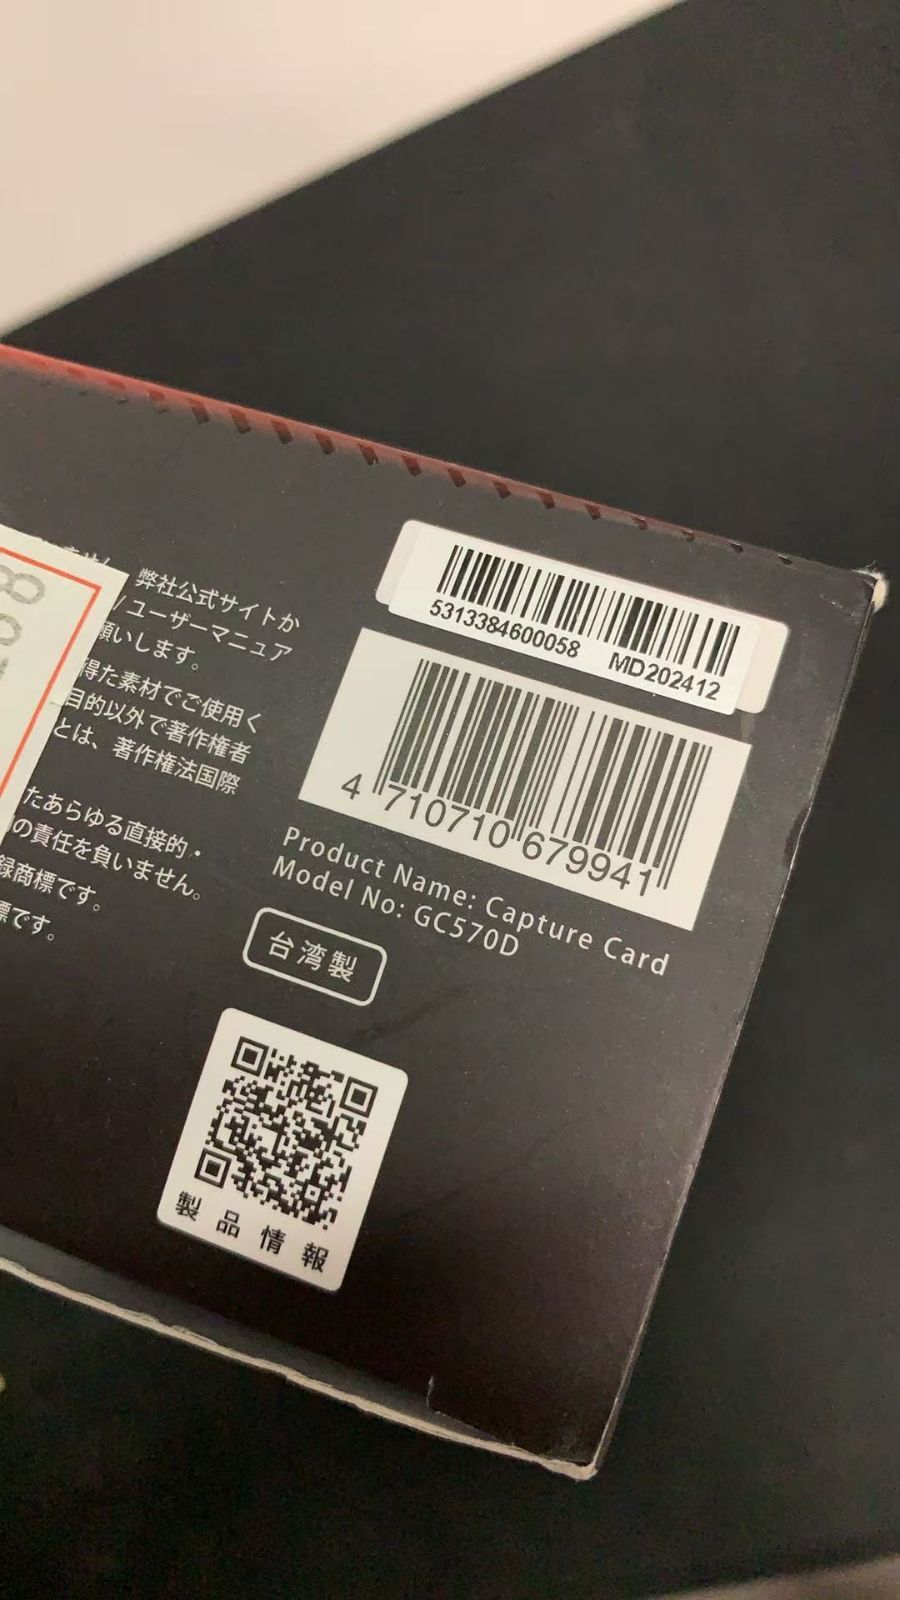 弊社公式サイトか
/ ユーザーマニュア
願いします。
得た素材でご使用く
目的以外で著作権者
とは、著作権法国際
たあらゆる直接的・
の責任を負いません。
録商標です。
標です。
5313384600058 MD202412
4 710710 679941
Product Name: Capture Card
Model No: GC570D
台湾製
製品情報